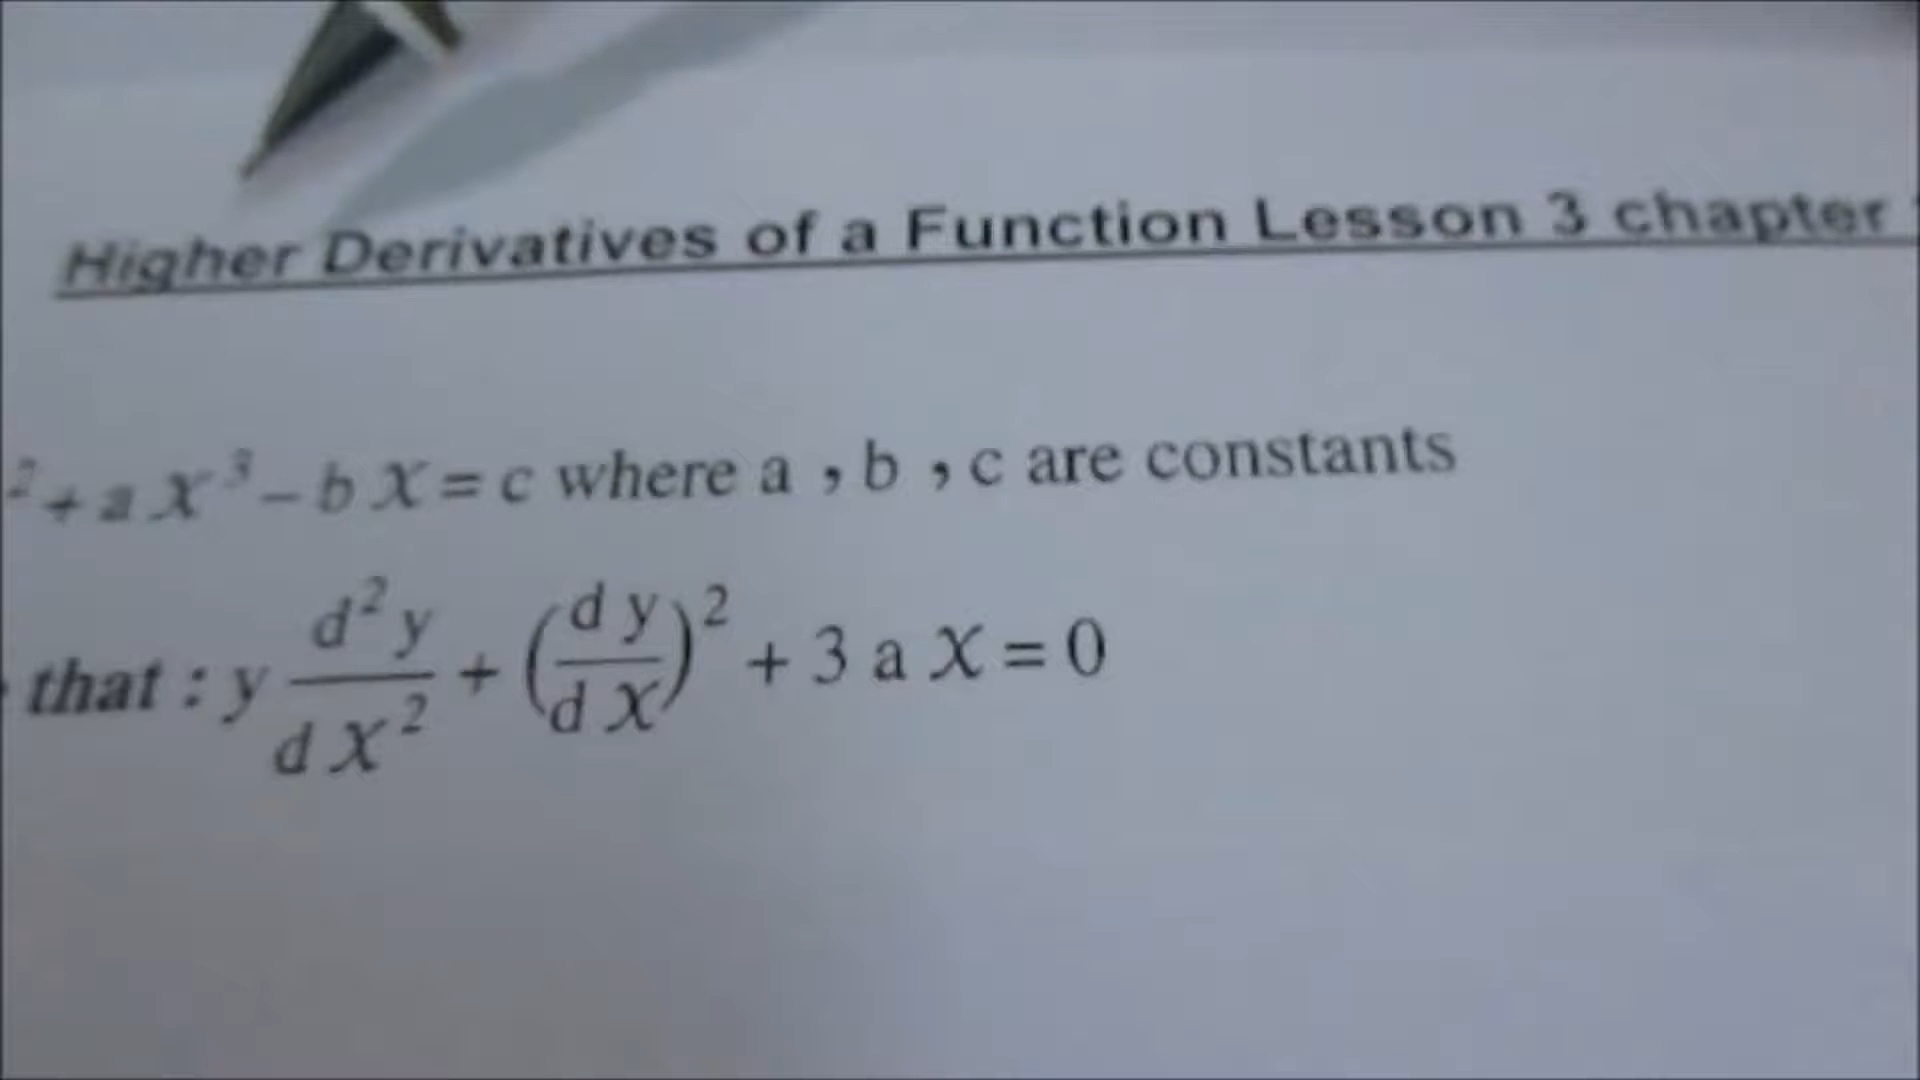 Higher Derivatives of a Function Lesson 3 chapter
² + a X³ – b X = c where a , b , c are constants
that : y d²y/dX² + (dy/dX)² + 3 a X = 0